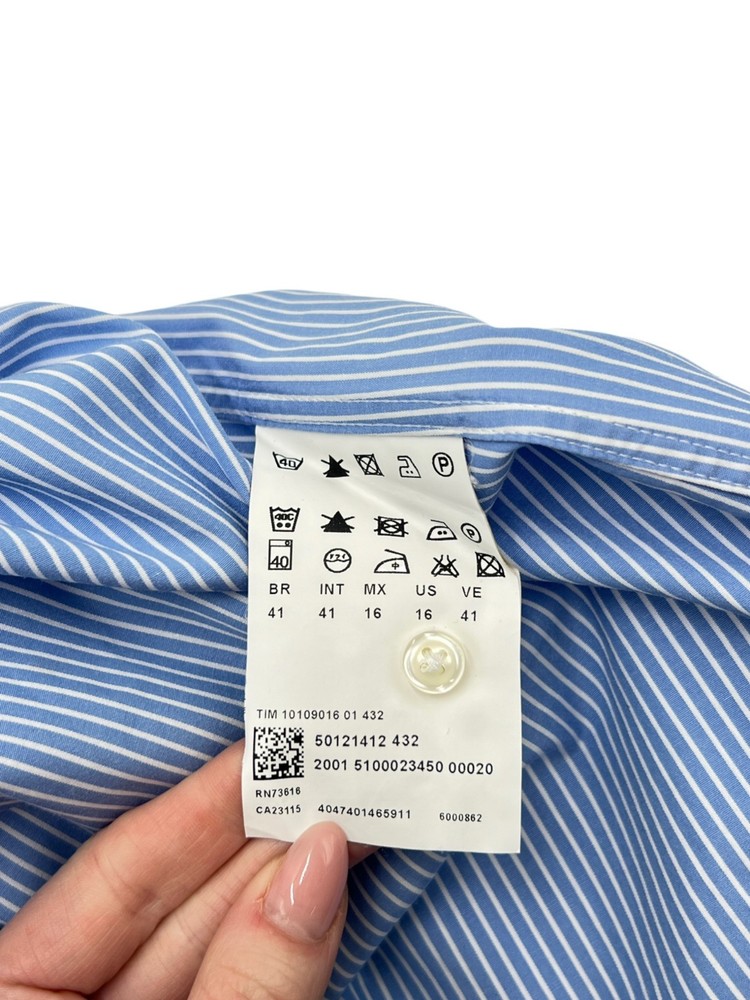 40
P
40C
P
40
BR INT MX US VE
41 41 16 16 41
TIM 10109016 01 432
50121412 432
2001 5100023450 00020
RN73616
CA23115 4047401465911 6000862